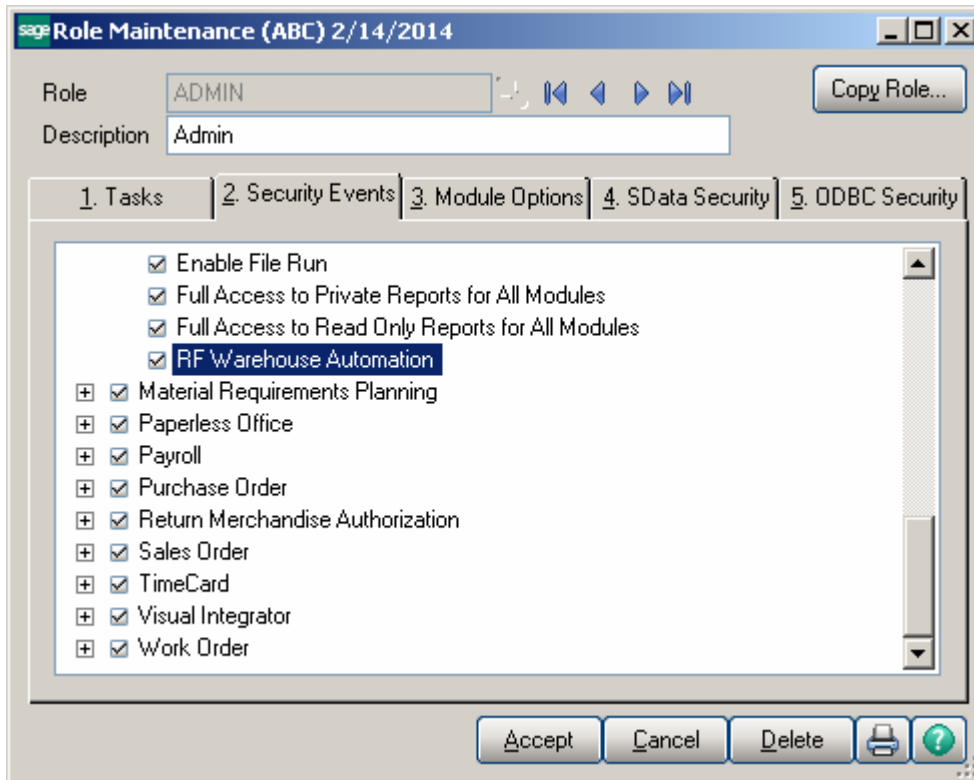 sage Role Maintenance (ABC) 2/14/2014
Role ADMIN Copy Role...
Description Admin
1. Tasks 2. Security Events 3. Module Options 4. SData Security 5. ODBC Security
Enable File Run
Full Access to Private Reports for All Modules
Full Access to Read Only Reports for All Modules
RF Warehouse Automation
Material Requirements Planning
Paperless Office
Payroll
Purchase Order
Return Merchandise Authorization
Sales Order
TimeCard
Visual Integrator
Work Order
Accept Cancel Delete ?